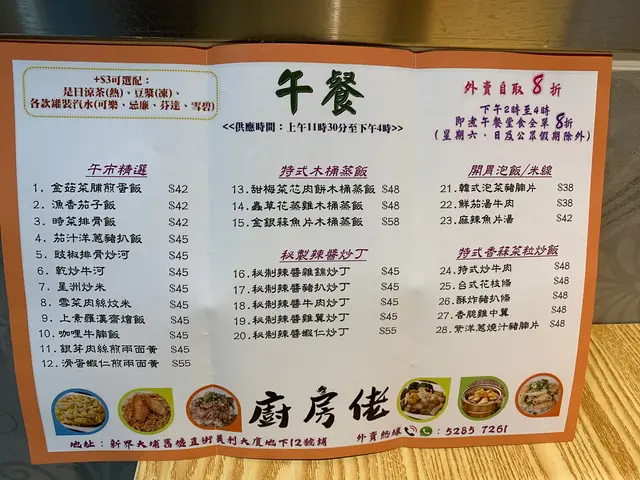 +$3可選配：
是日涼茶(熱)、豆漿(凍)、
各款罐裝汽水(可樂、忌廉、芬達、雪碧)
午餐
<<供應時間：上午11時30分至下午4時>>
外賣自取 8 折
下午2時至4時
即煮午餐堂食全單 8折
(星期六、日及公眾假期除外)
午市精選
1. 金菇菜脯煎蛋飯 $42
2. 漁香茄子飯 $42
3. 時菜排骨飯 $42
4. 茄汁洋蔥豬扒飯 $45
5. 豉椒排骨炒河 $45
6. 乾炒牛河 $45
7. 星洲炒米 $45
8. 雪菜肉絲炆米 $45
9. 上素羅漢齋燴飯 $45
10. 咖哩牛腩飯 $45
11. 銀芽肉絲煎兩面黃 $45
12. 滑蛋蝦仁煎兩面黃 $55
特式木桶蒸飯
13.甜梅菜芯肉餅木桶蒸飯 $48
14.蟲草花蒸雞木桶蒸飯 $48
15.金銀蒜魚片木桶蒸飯 $58
秘製辣醬炒丁
16.秘制辣醬雞鎚炒丁 $45
17.秘制辣醬豬扒炒丁 $45
18.秘制辣醬牛肉炒丁 $45
19.秘制辣醬雞翼炒丁 $45
20.秘制辣醬蝦仁炒丁 $55
開胃泡飯/米線
21.韓式泡菜豬腩片 $38
22.鮮茄湯牛肉 $38
23.麻辣魚片湯 $42
特式香蒜菜粒炒飯
24.特式炒牛肉 $48
25.台式花枝條 $48
26.酥炸豬扒條 $48
27.香脆雞中翼 $48
28.紫洋蔥燒汁豬腩片 $48
廚房佬
地址：新界大埔舊墟直街美利大廈地下12號舖
外賣熱線 : 5285 7261